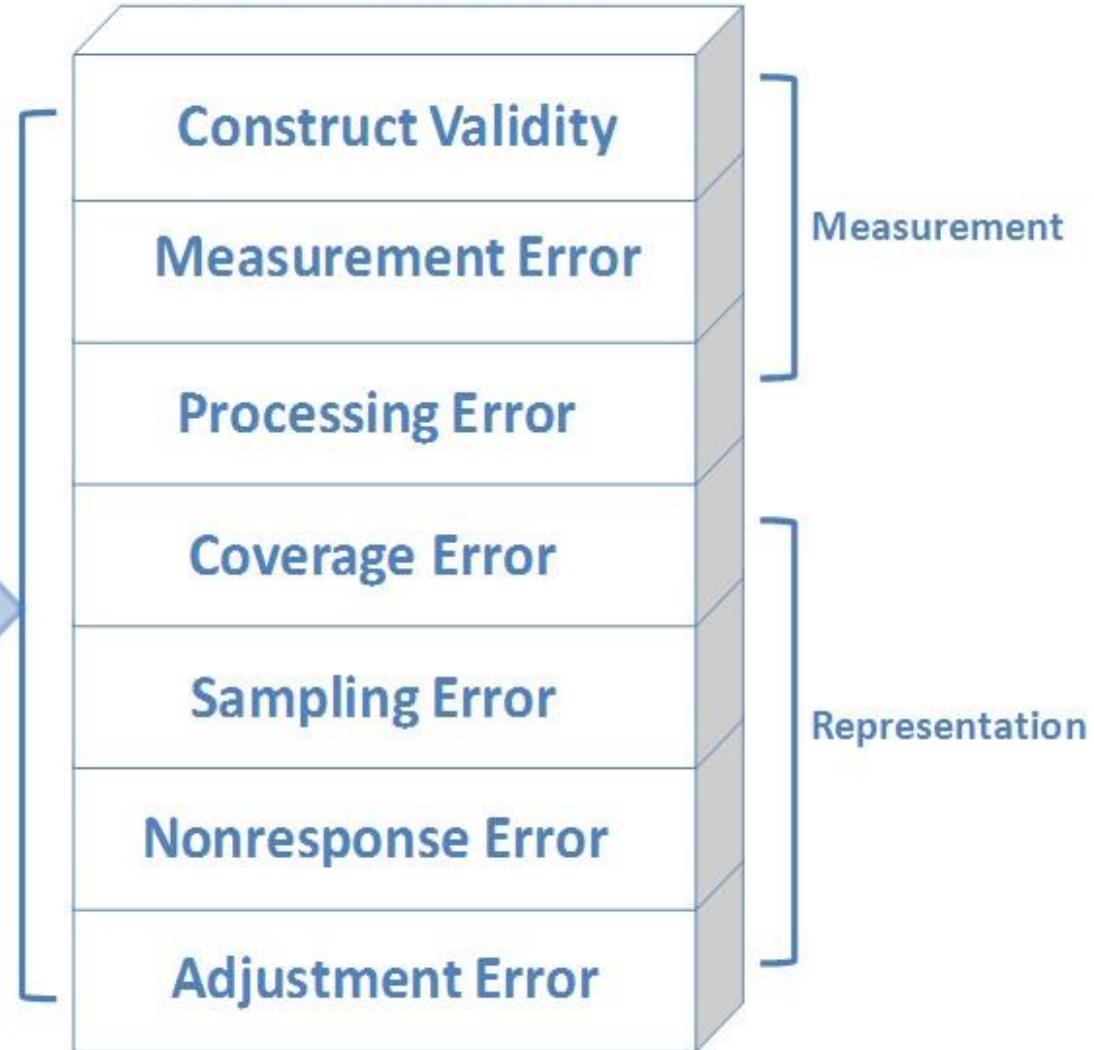 Construct Validity
Measurement Error
Processing Error
Coverage Error
Sampling Error
Nonresponse Error
Adjustment Error
Measurement
Representation